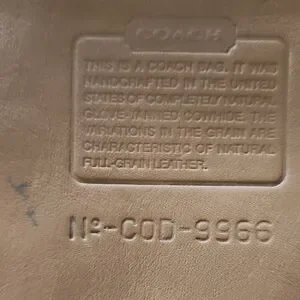 COACH
THIS IS A COACH BAG. IT WAS
HANDCRAFTED IN THE UNITED
STATES OF COMPLETELY NATURAL
GLOVE-TANNED COWHIDE. THE
VARIATIONS IN THE GRAIN ARE
CHARACTERISTIC OF NATURAL
FULL-GRAIN LEATHER.
Nº-COD-9966